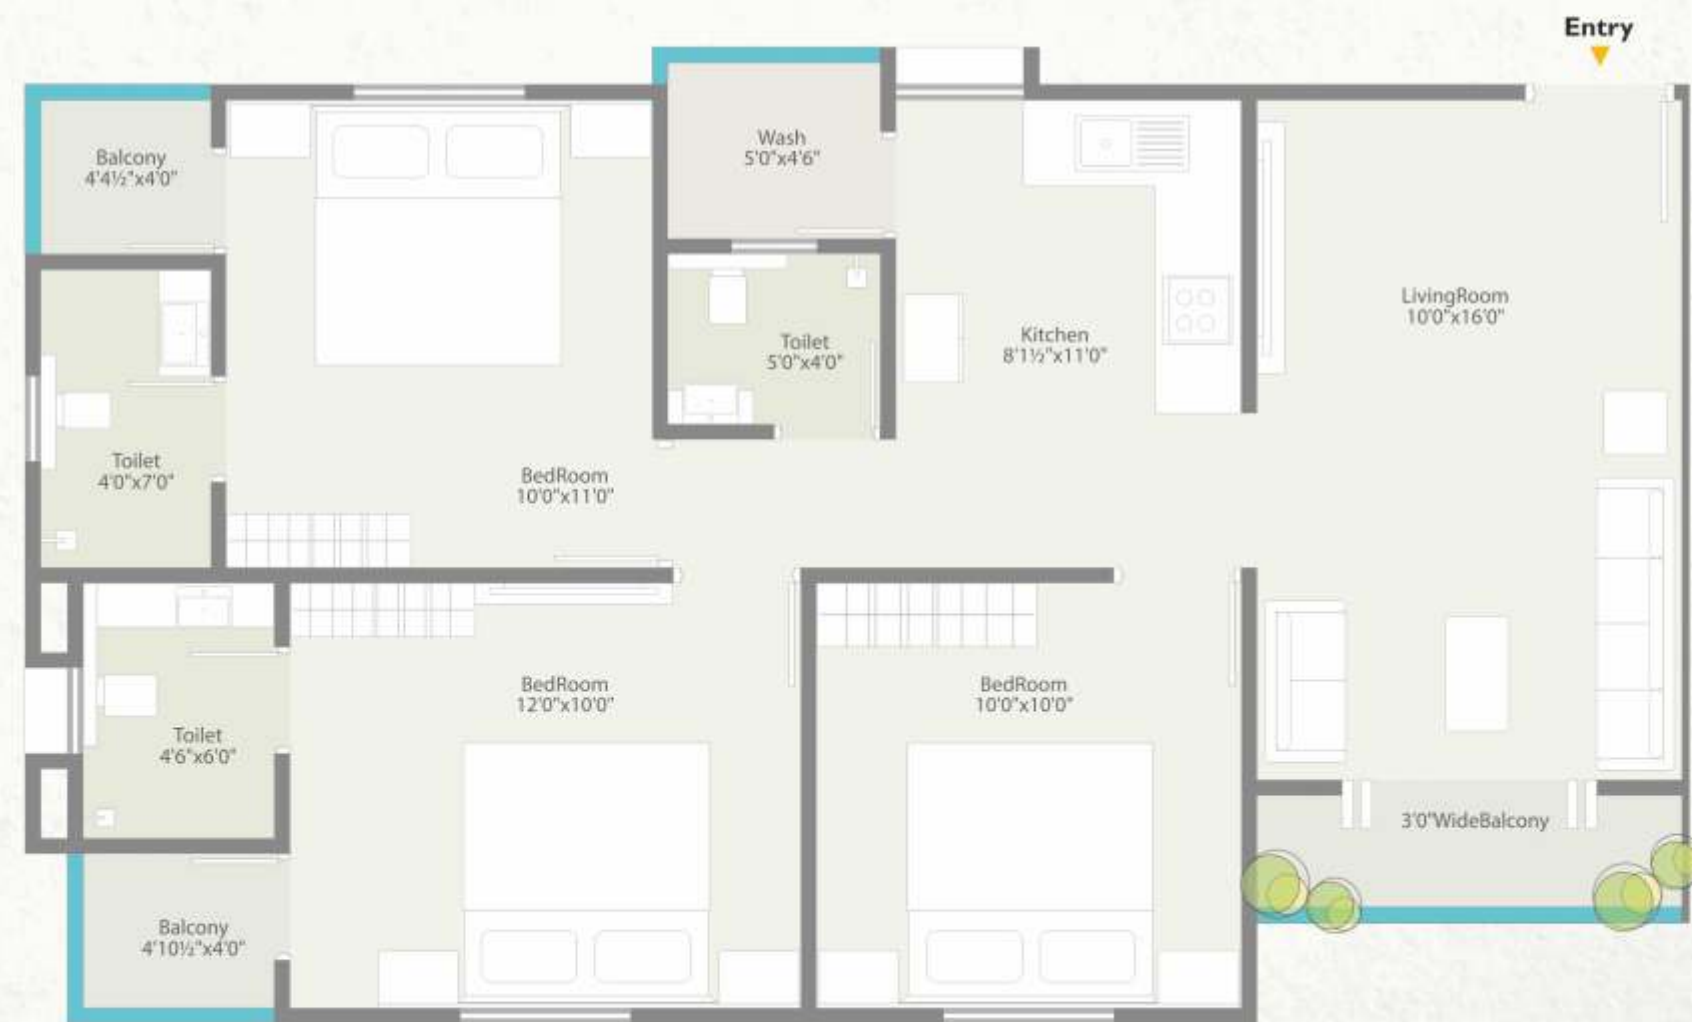 Entry
Balcony
4'4½"x4'0"
Wash
5'0"x4'6"
LivingRoom
10'0"x16'0"
Kitchen
8'1½"x11'0"
Toilet
5'0"x4'0"
Toilet
4'0"x7'0"
BedRoom
10'0"x11'0"
BedRoom
12'0"x10'0"
BedRoom
10'0"x10'0"
Toilet
4'6"x6'0"
3'0"WideBalcony
Balcony
4'10½"x4'0"